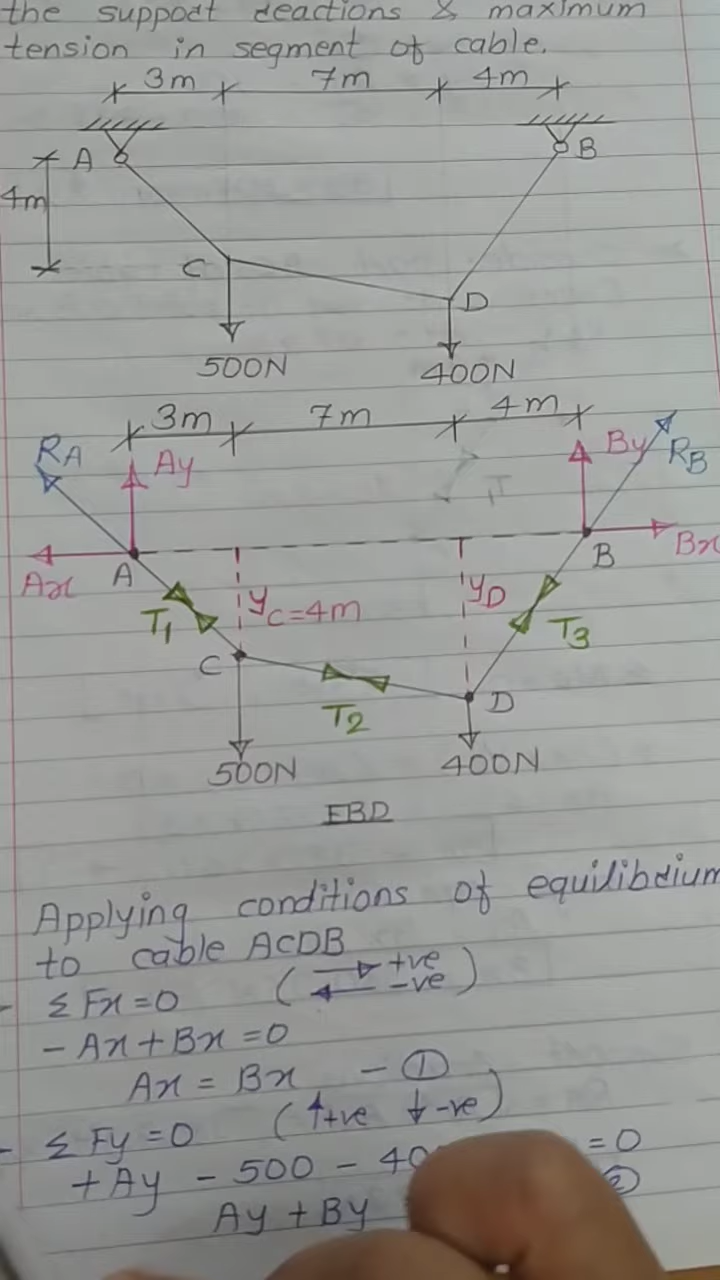 the support reactions & maximum
tension in segment of cable.
3m 7m 4m
A B
4m
C D
500N 400N
3m 7m 4m
RA Ay By RB
Ax A B Bx
T1 yc=4m yD T3
C T2 D
500N 400N
FBD
Applying conditions of equilibrium
to cable ACDB
- ΣFx=0 (→ +ve ← -ve)
-Ax+Bx=0
Ax = Bx - ①
- ΣFy=0 (↑+ve ↓-ve)
+Ay - 500 - 40 =0
Ay + By ②